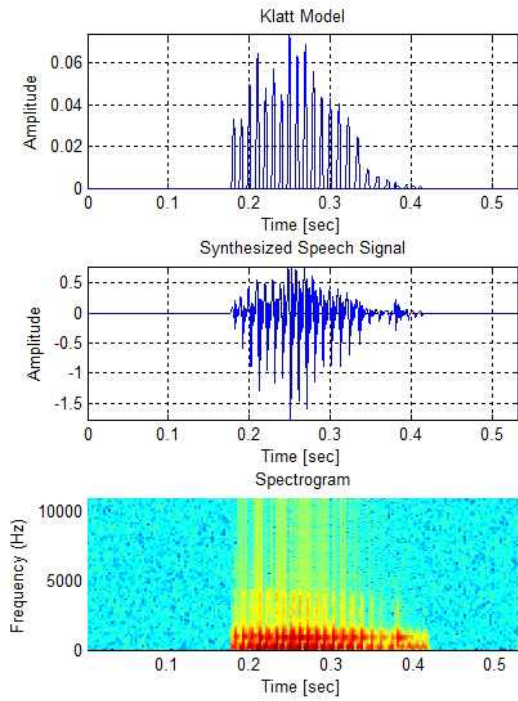 Klatt Model
Amplitude
0.06
0.04
0.02
0
0 0.1 0.2 0.3 0.4 0.5
Time [sec]
Synthesized Speech Signal
Amplitude
0.5
0
-0.5
-1
-1.5
0 0.1 0.2 0.3 0.4 0.5
Time [sec]
Spectrogram
Frequency (Hz)
10000
5000
0
0.1 0.2 0.3 0.4 0.5
Time [sec]